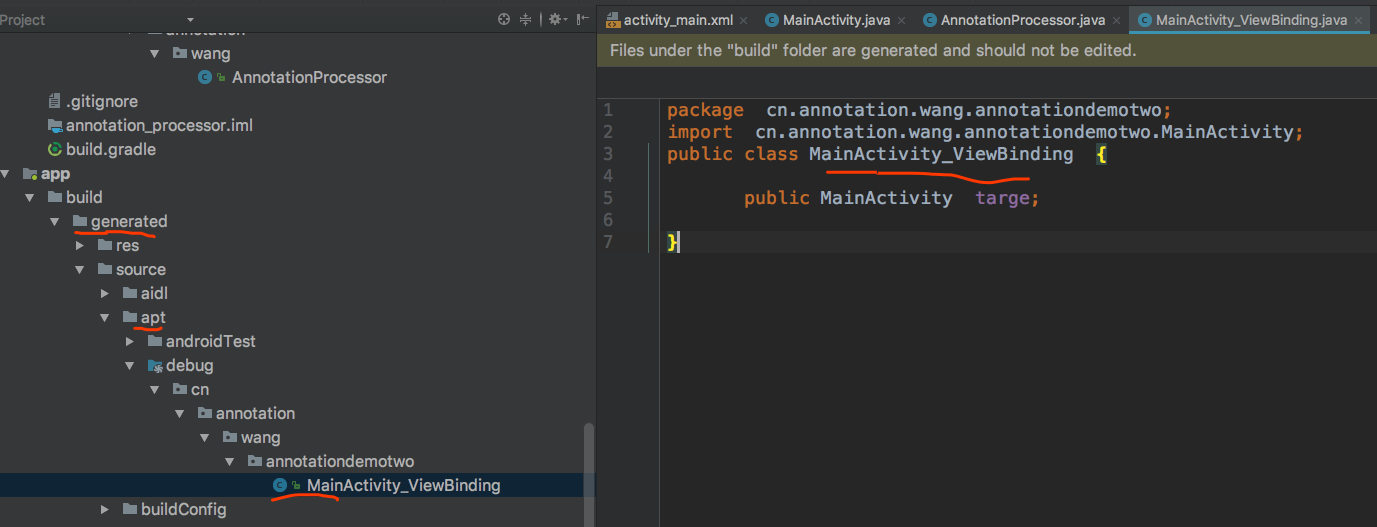 Project
annotation
wang
AnnotationProcessor
.gitignore
annotation_processor.iml
build.gradle
app
build
generated
res
source
aidl
apt
androidTest
debug
cn
annotation
wang
annotationdemotwo
MainActivity_ViewBinding
buildConfig
activity_main.xml MainActivity.java AnnotationProcessor.java MainActivity_ViewBinding.java
Files under the "build" folder are generated and should not be edited.
1 package cn.annotation.wang.annotationdemotwo;
2 import cn.annotation.wang.annotationdemotwo.MainActivity;
3 public class MainActivity_ViewBinding {
4
5 public MainActivity targe;
6
7 }